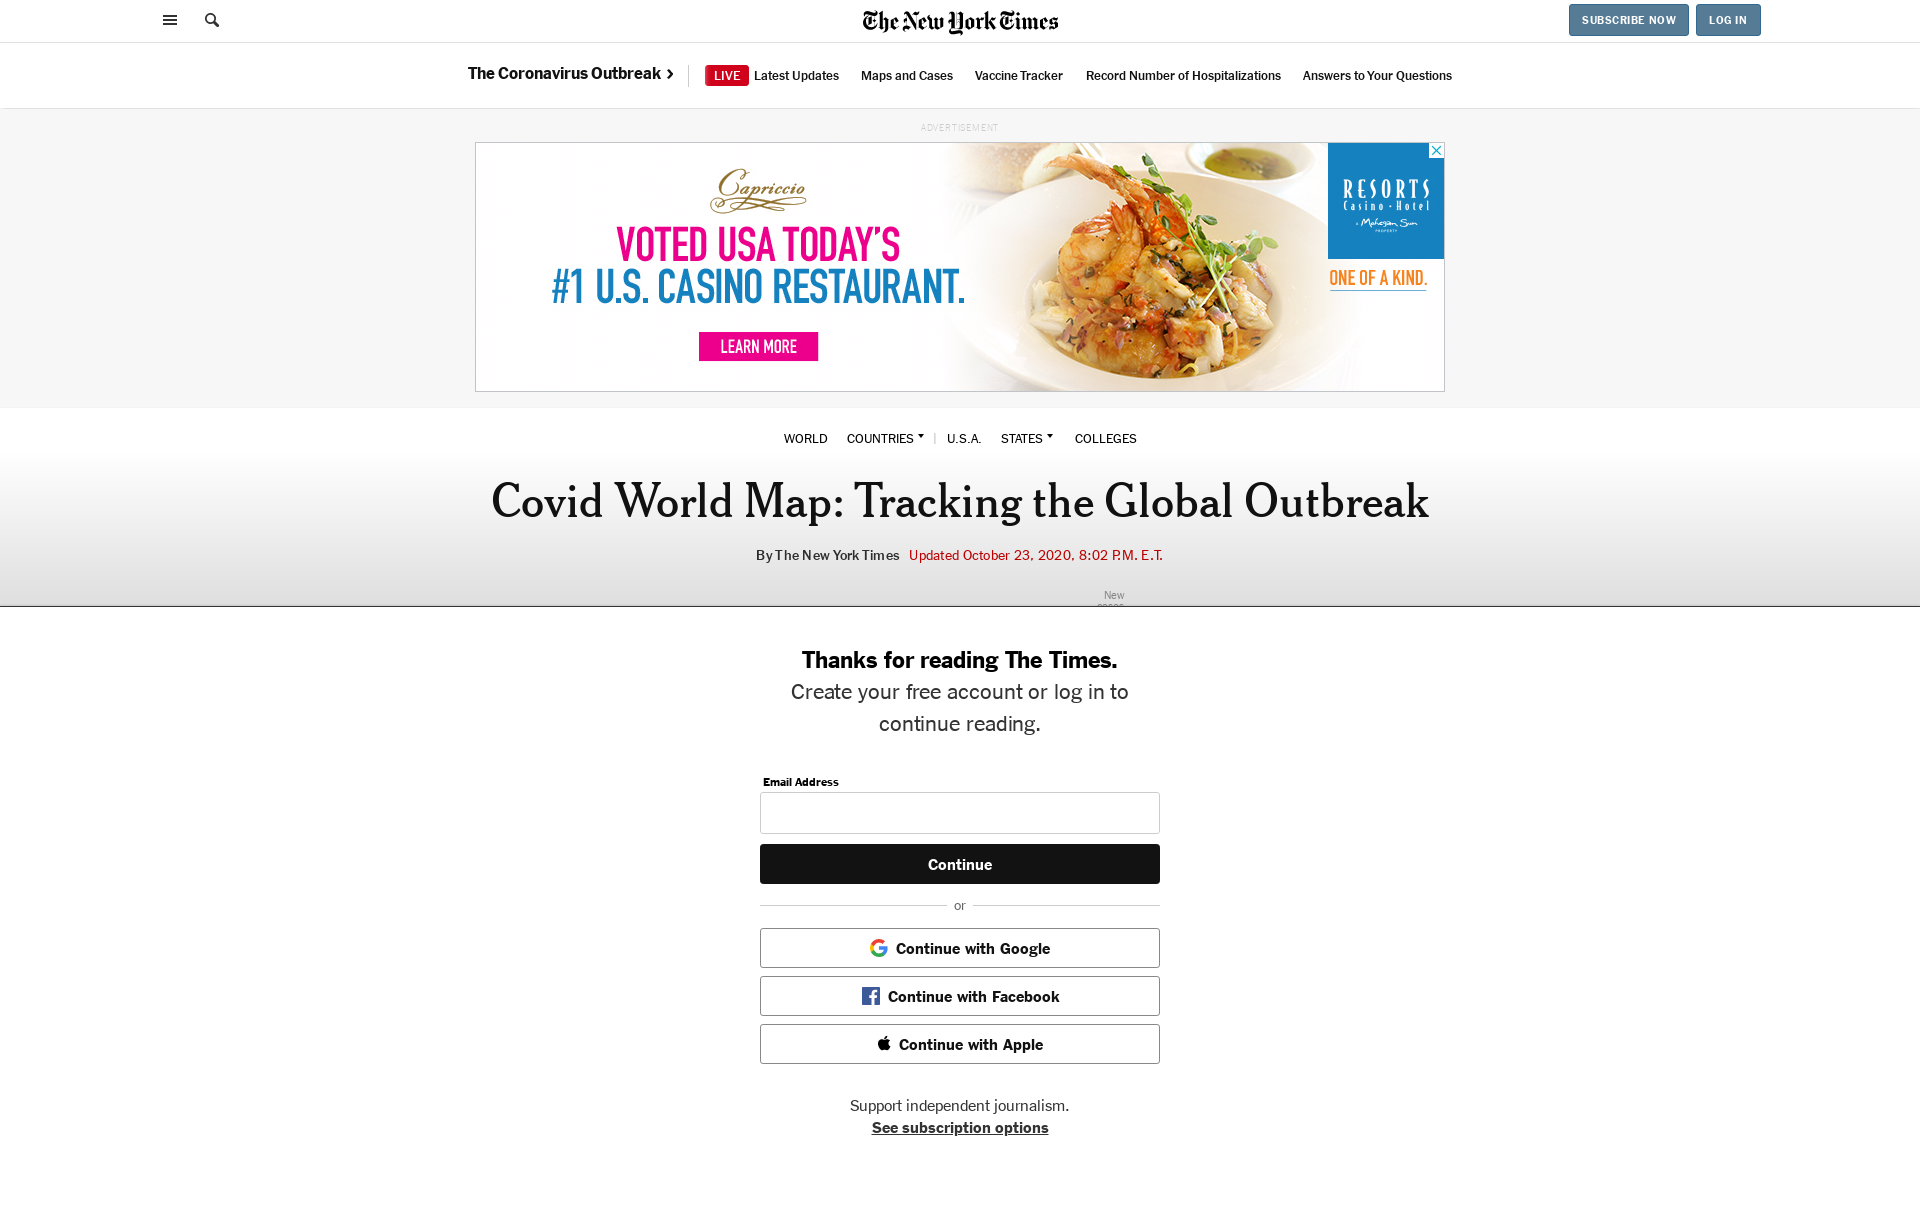 The New York Times
SUBSCRIBE NOW
LOG IN
The Coronavirus Outbreak
LIVE Latest Updates
Maps and Cases
Vaccine Tracker
Record Number of Hospitalizations
Answers to Your Questions
ADVERTISEMENT
Capriccio
VOTED USA TODAY'S
#1 U.S. CASINO RESTAURANT.
LEARN MORE
RESORTS
Casino · Hotel
a Mohegan Sun
PROPERTY
ONE OF A KIND.
WORLD
COUNTRIES
U.S.A.
STATES
COLLEGES
Covid World Map: Tracking the Global Outbreak
By The New York Times Updated October 23, 2020, 8:02 P.M. E.T.
New
Thanks for reading The Times.
Create your free account or log in to
continue reading.
Email Address
Continue
or
Continue with Google
Continue with Facebook
Continue with Apple
Support independent journalism.
See subscription options